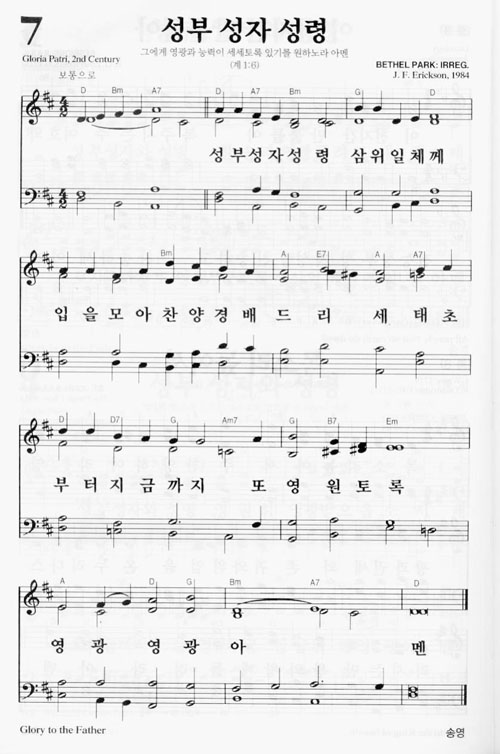 7
성부 성자 성령
그에게 영광과 능력이 세세토록 있기를 원하노라 아멘
(계 1:6)
Gloria Patri, 2nd Century
BETHEL PARK: IRREG.
J. F. Erickson, 1984
보통으로
D Bm A7 D Bm A7 G D
성부성자성령 삼위일체께
Bm A E7 A A7
입을모아찬양경배드리세태초
D D7 G Am7 G B7 Em
부터지금까지 또영원토록
A D G Bm A7 D
영광영광아멘
Glory to the Father
송영